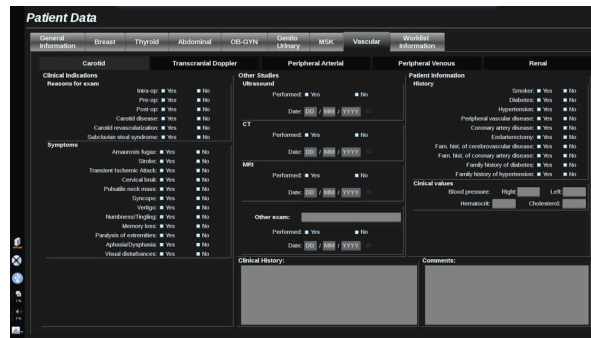 Patient Data
General Information
Breast
Thyroid
Abdominal
OB-GYN
Genito Urinary
MSK
Vascular
Worklist Information
Carotid
Transcranial Doppler
Peripheral Arterial
Peripheral Venous
Renal
Clinical Indications
Reasons for exam
Intra-op: Yes No
Pre-op: Yes No
Post-op: Yes No
Carotid disease: Yes No
Carotid revascularization: Yes No
Subclavian steal syndrome: Yes No
Symptoms
Amaurosis fugax: Yes No
Stroke: Yes No
Transient Ischemic Attack: Yes No
Cervical bruit: Yes No
Pulsatile neck mass: Yes No
Syncope: Yes No
Vertigo: Yes No
Numbness/Tingling: Yes No
Memory loss: Yes No
Paralysis of extremities: Yes No
Aphasia/Dysphasia: Yes No
Visual disturbances: Yes No
Other Studies
Ultrasound
Performed: Yes No
Date: DD / MM / YYYY
CT
Performed: Yes No
Date: DD / MM / YYYY
MRI
Performed: Yes No
Date: DD / MM / YYYY
Other exam:
Performed: Yes No
Date: DD / MM / YYYY
Patient Information
History
Smoker: Yes No
Diabetes: Yes No
Hypertension: Yes No
Peripheral vascular disease: Yes No
Coronary artery disease: Yes No
Endarterectomy: Yes No
Fam. hist. of cerebrovascular disease: Yes No
Fam. hist. of coronary artery disease: Yes No
Family history of diabetes: Yes No
Family history of hypertension: Yes No
Clinical values
Blood pressure: Right: Left:
Hematocrit: Cholesterol:
Clinical History:
Comments: